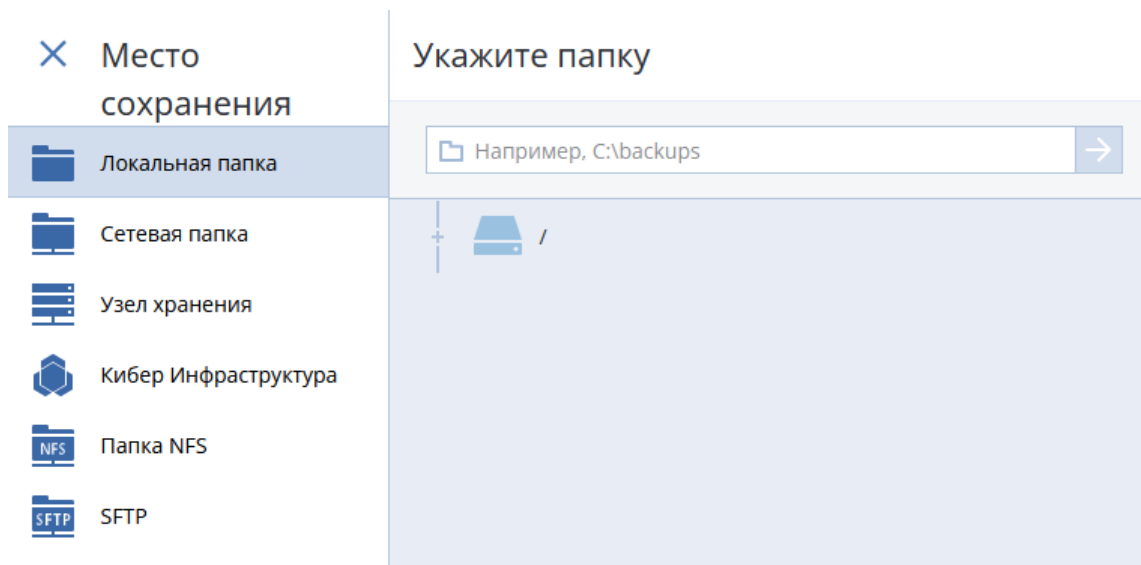 Место
сохранения
Локальная папка
Сетевая папка
Узел хранения
Кибер Инфраструктура
NFS
Папка NFS
SFTP
SFTP
Укажите папку
Например, C:\backups
/